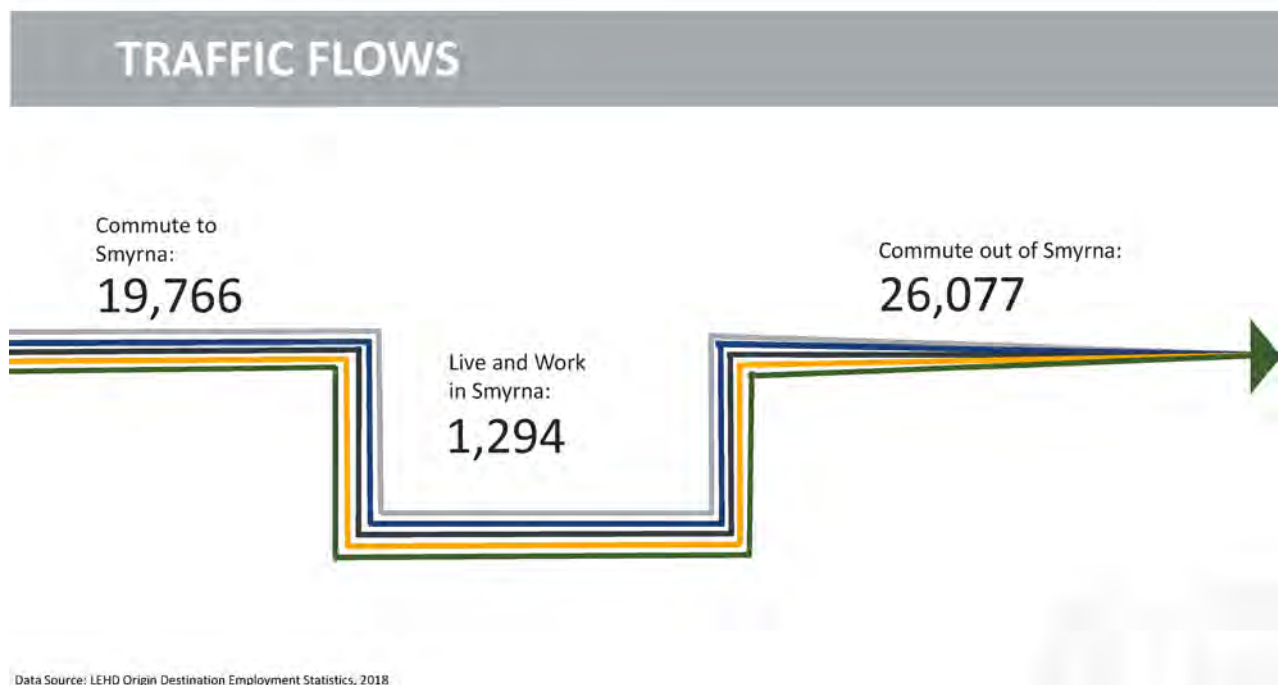 TRAFFIC FLOWS
Commute to
Smyrna:
19,766
Live and Work
in Smyrna:
1,294
Commute out of Smyrna:
26,077
Data Source: LEHD Origin Destination Employment Statistics, 2018